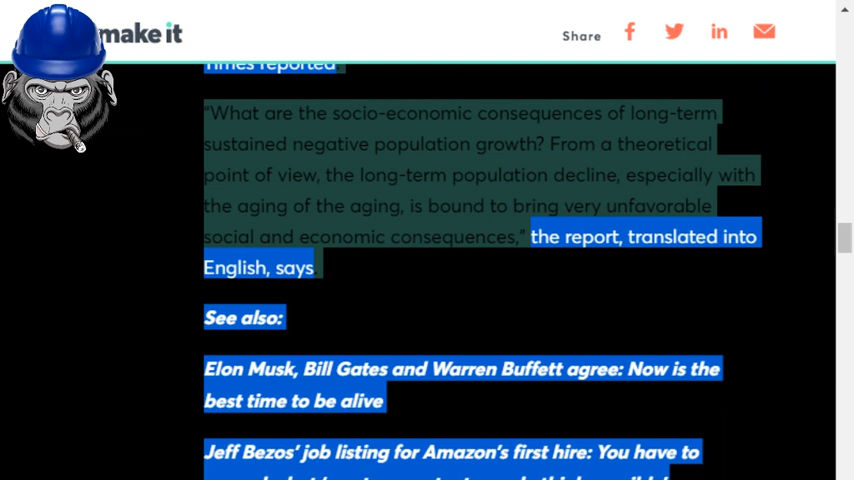 make it
Share
Times reported
"What are the socio-economic consequences of long-term
sustained negative population growth? From a theoretical
point of view, the long-term population decline, especially with
the aging of the aging, is bound to bring very unfavorable
social and economic consequences," the report, translated into
English, says.
See also:
Elon Musk, Bill Gates and Warren Buffett agree: Now is the
best time to be alive
Jeff Bezos' job listing for Amazon's first hire: You have to